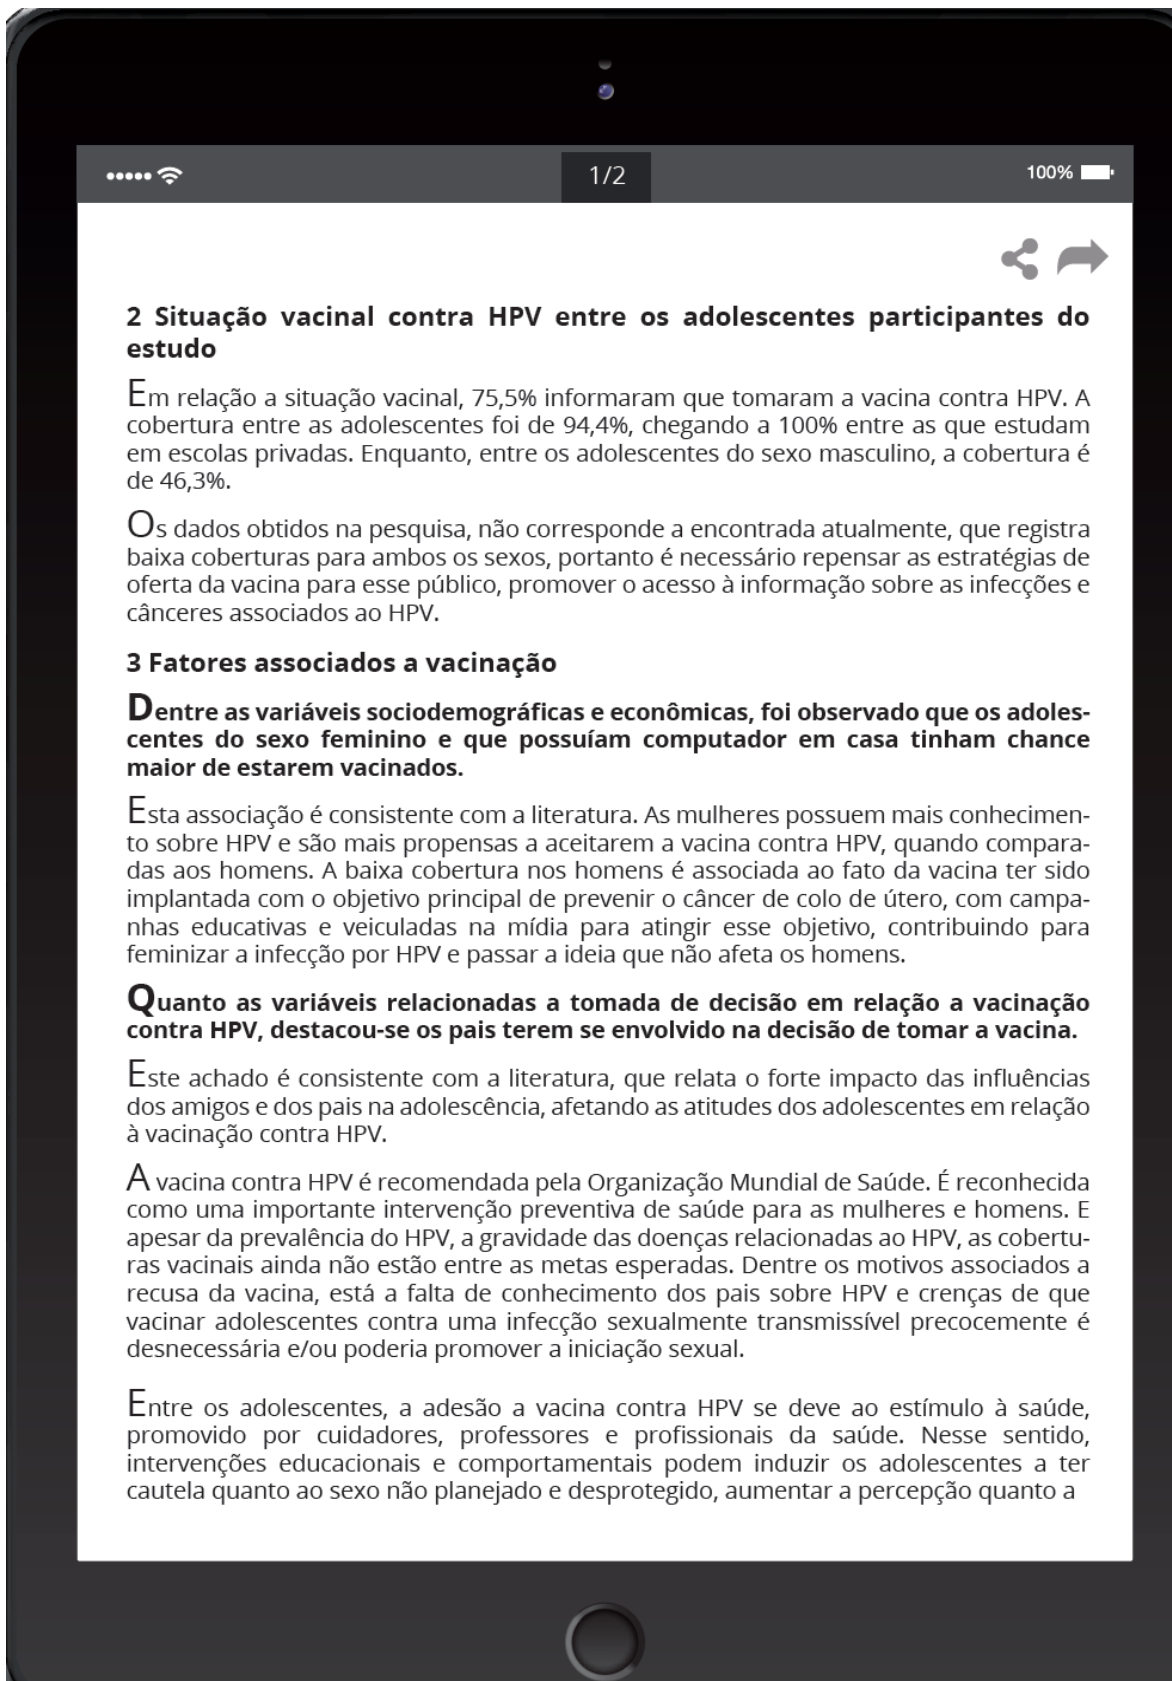 1/2
100%
2 Situação vacinal contra HPV entre os adolescentes participantes do
estudo
Em relação a situação vacinal, 75,5% informaram que tomaram a vacina contra HPV. A
cobertura entre as adolescentes foi de 94,4%, chegando a 100% entre as que estudam
em escolas privadas. Enquanto, entre os adolescentes do sexo masculino, a cobertura é
de 46,3%.
Os dados obtidos na pesquisa, não corresponde a encontrada atualmente, que registra
baixa coberturas para ambos os sexos, portanto é necessário repensar as estratégias de
oferta da vacina para esse público, promover o acesso à informação sobre as infecções e
cânceres associados ao HPV.
3 Fatores associados a vacinação
Dentre as variáveis sociodemográficas e econômicas, foi observado que os adoles-
centes do sexo feminino e que possuíam computador em casa tinham chance
maior de estarem vacinados.
Esta associação é consistente com a literatura. As mulheres possuem mais conhecimen-
to sobre HPV e são mais propensas a aceitarem a vacina contra HPV, quando compara-
das aos homens. A baixa cobertura nos homens é associada ao fato da vacina ter sido
implantada com o objetivo principal de prevenir o câncer de colo de útero, com campa-
nhas educativas e veiculadas na mídia para atingir esse objetivo, contribuindo para
feminizar a infecção por HPV e passar a ideia que não afeta os homens.
Quanto as variáveis relacionadas a tomada de decisão em relação a vacinação
contra HPV, destacou-se os pais terem se envolvido na decisão de tomar a vacina.
Este achado é consistente com a literatura, que relata o forte impacto das influências
dos amigos e dos pais na adolescência, afetando as atitudes dos adolescentes em relação
à vacinação contra HPV.
A vacina contra HPV é recomendada pela Organização Mundial de Saúde. É reconhecida
como uma importante intervenção preventiva de saúde para as mulheres e homens. E
apesar da prevalência do HPV, a gravidade das doenças relacionadas ao HPV, as cobertu-
ras vacinais ainda não estão entre as metas esperadas. Dentre os motivos associados a
recusa da vacina, está a falta de conhecimento dos pais sobre HPV e crenças de que
vacinar adolescentes contra uma infecção sexualmente transmissível precocemente é
desnecessária e/ou poderia promover a iniciação sexual.
Entre os adolescentes, a adesão a vacina contra HPV se deve ao estímulo à saúde,
promovido por cuidadores, professores e profissionais da saúde. Nesse sentido,
intervenções educacionais e comportamentais podem induzir os adolescentes a ter
cautela quanto ao sexo não planejado e desprotegido, aumentar a percepção quanto a